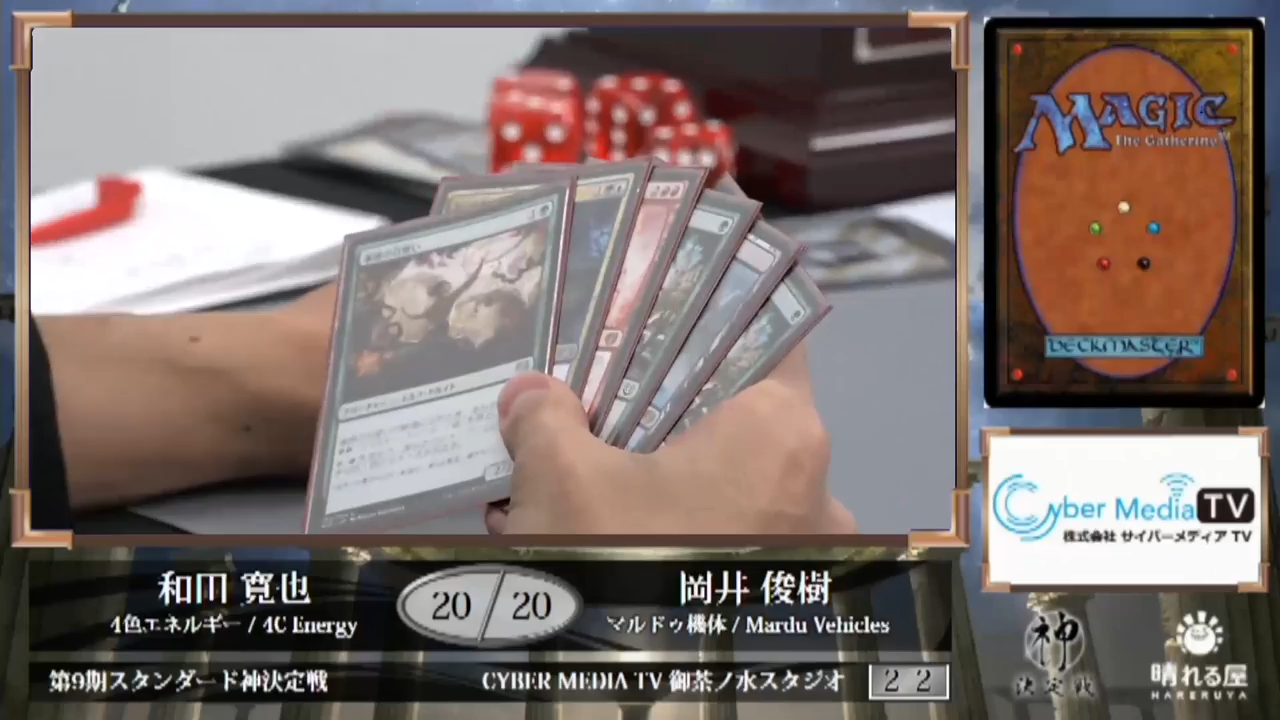 MAGIC
The Gathering
DECKMASTER
Cyber Media TV
株式会社 サイバーメディア TV
和田 寛也
4色エネルギー / 4C Energy
20 / 20
岡井 俊樹
マルドゥ機体 / Mardu Vehicles
第9期スタンダード神決定戦
CYBER MEDIA TV 御茶ノ水スタジオ
2 2
神
決定戦
晴れる屋
HARERUYA